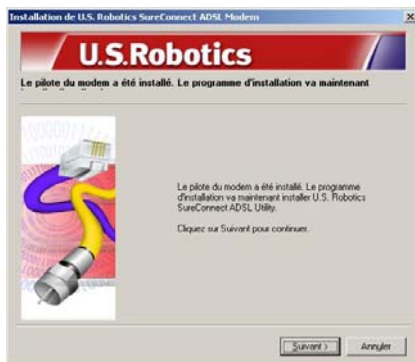 Installation de U.S. Robotics SureConnect ADSL Modem
U.S.Robotics
Le pilote du modem a été installé. Le programme d'installation va maintenant
Le pilote du modem a été installé. Le programme
d'installation va maintenant installer U.S. Robotics
SureConnect ADSL Utility.
Cliquez sur Suivant pour continuer.
Suivant >
Annuler